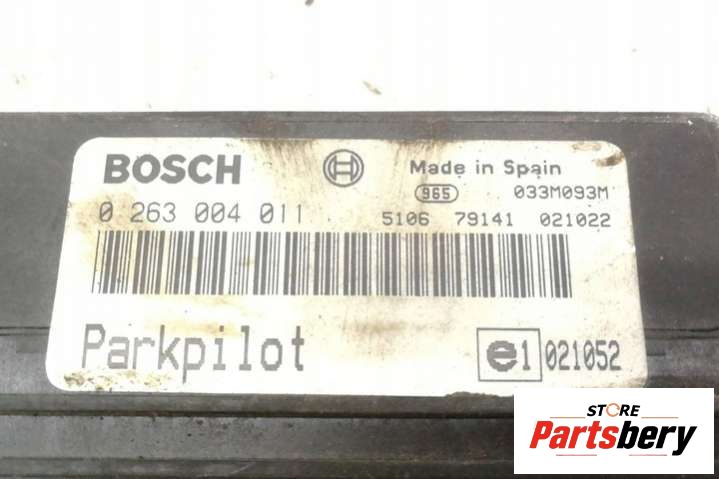 BOSCH
Made in Spain
965 033M093M
0 263 004 011
5106 79141 021022
Parkpilot
e1 021052
STORE
Partsbery